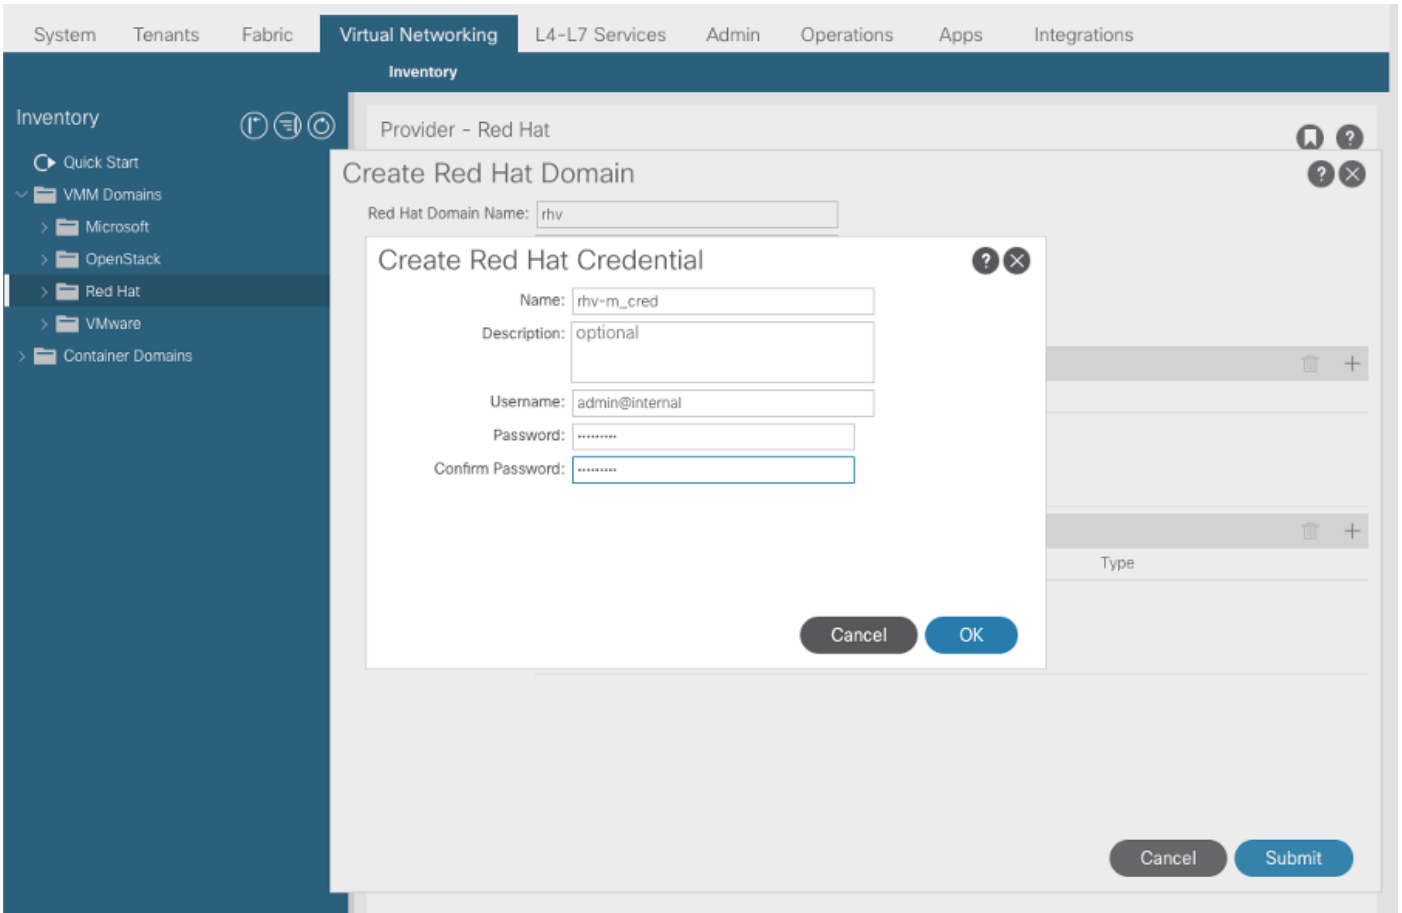 System Tenants Fabric Virtual Networking L4-L7 Services Admin Operations Apps Integrations
Inventory
Inventory
Provider - Red Hat
Quick Start
VMM Domains
Microsoft
OpenStack
Red Hat
VMware
Container Domains
Create Red Hat Domain
Red Hat Domain Name: rhv
Create Red Hat Credential
Name: rhv-m_cred
Description: optional
Username: admin@internal
Password: ·········
Confirm Password: ·········
Cancel OK
Type
Cancel Submit